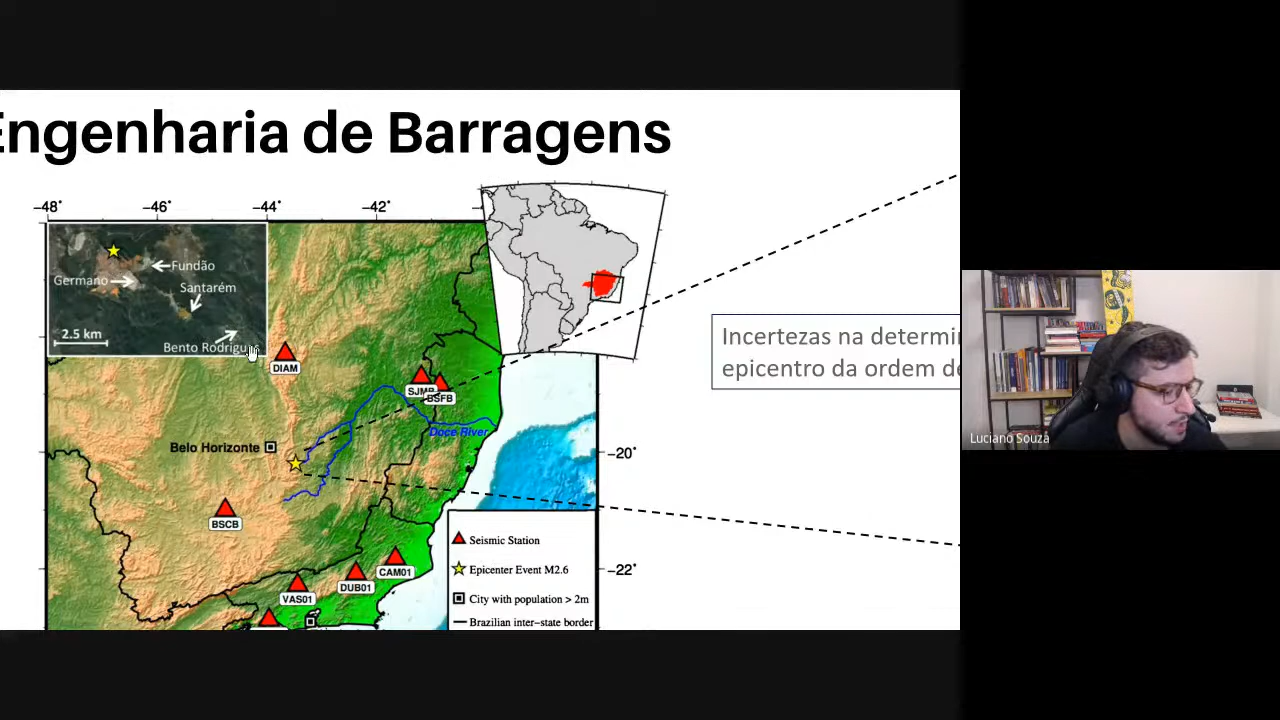 Engenharia de Barragens
−48° −46° −44° −42°
Fundão
Germano
Santarém
2.5 km
Bento Rodrigu
DIAM
SJMB
BSFB
Doce River
Belo Horizonte
−20°
BSCB
CAM01
DUB01
VAS01
−22°
Seismic Station
Epicenter Event M2.6
City with population > 2m
Brazilian inter-state border
Incertezas na determi
epicentro da ordem de
Luciano Souza